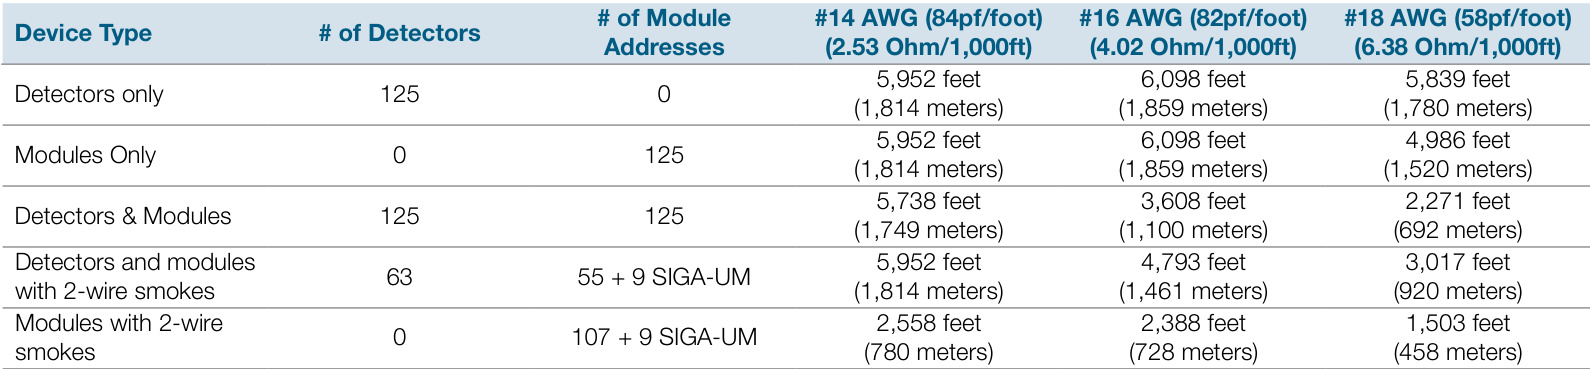 Device Type # of Detectors # of Module Addresses #14 AWG (84pf/foot) (2.53 Ohm/1,000ft) #16 AWG (82pf/foot) (4.02 Ohm/1,000ft) #18 AWG (58pf/foot) (6.38 Ohm/1,000ft)
Detectors only 125 0 5,952 feet (1,814 meters) 6,098 feet (1,859 meters) 5,839 feet (1,780 meters)
Modules Only 0 125 5,952 feet (1,814 meters) 6,098 feet (1,859 meters) 4,986 feet (1,520 meters)
Detectors & Modules 125 125 5,738 feet (1,749 meters) 3,608 feet (1,100 meters) 2,271 feet (692 meters)
Detectors and modules with 2-wire smokes 63 55 + 9 SIGA-UM 5,952 feet (1,814 meters) 4,793 feet (1,461 meters) 3,017 feet (920 meters)
Modules with 2-wire smokes 0 107 + 9 SIGA-UM 2,558 feet (780 meters) 2,388 feet (728 meters) 1,503 feet (458 meters)